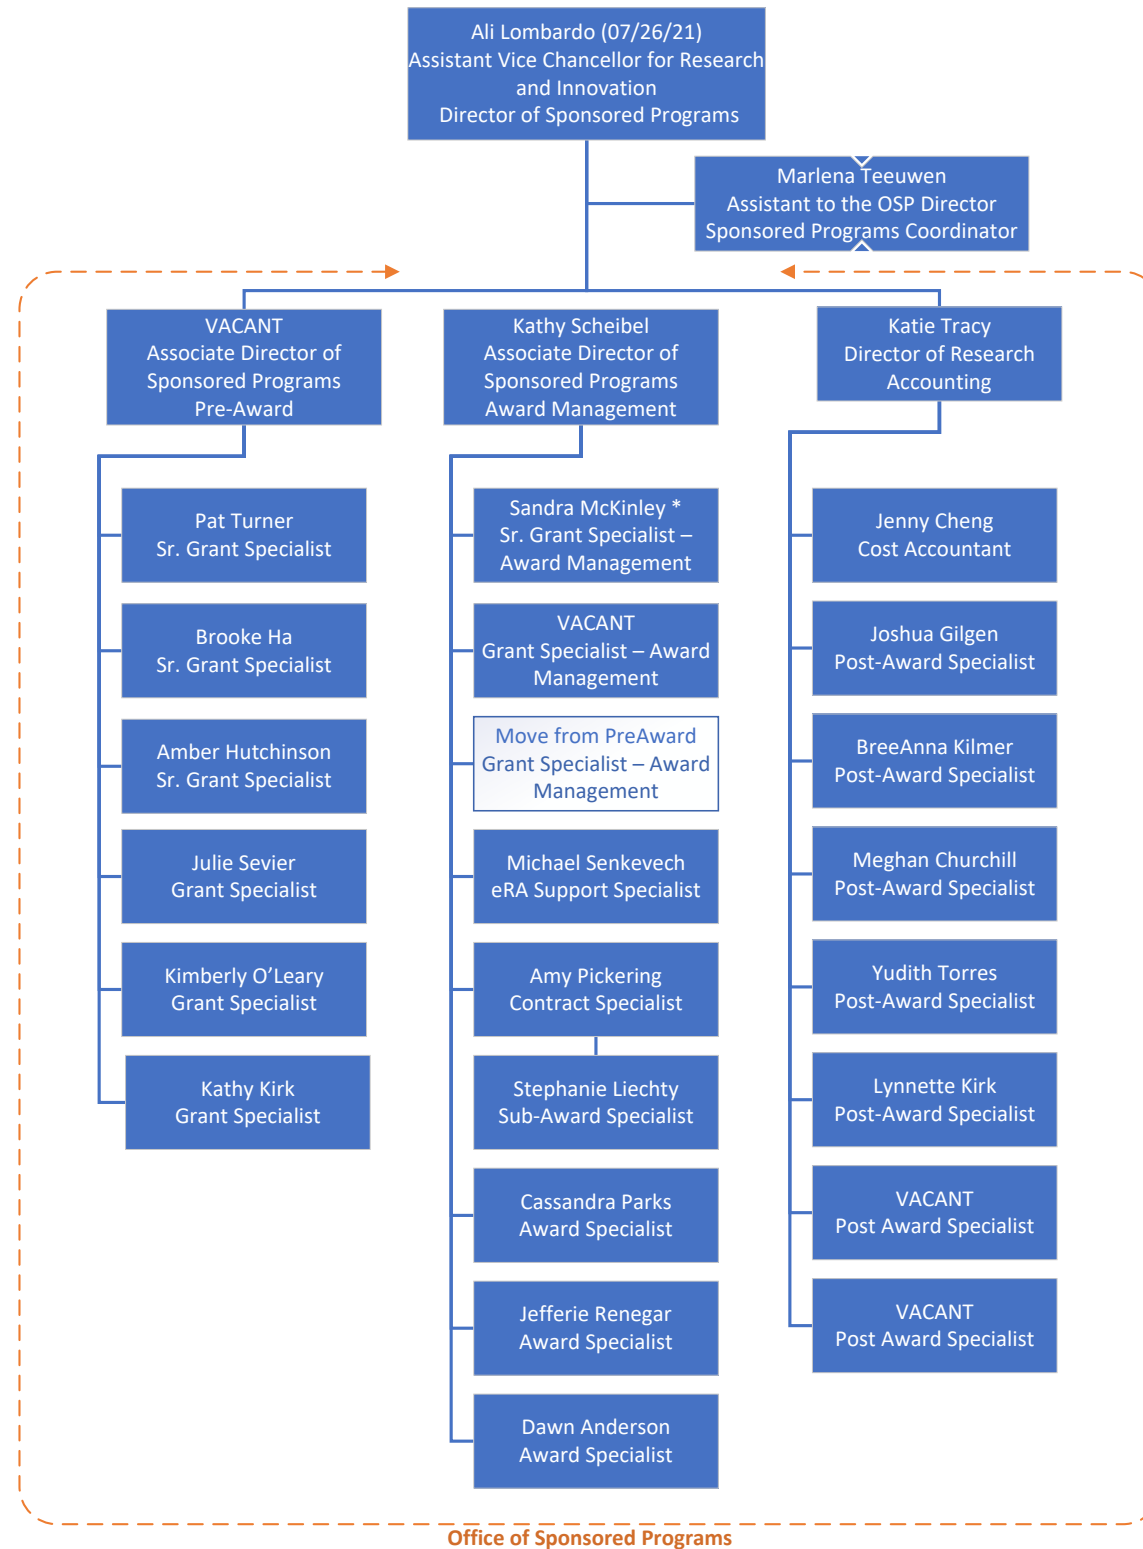 Ali Lombardo (07/26/21)
Assistant Vice Chancellor for Research
and Innovation
Director of Sponsored Programs
Marlena Teeuwen
Assistant to the OSP Director
Sponsored Programs Coordinator
VACANT
Associate Director of
Sponsored Programs
Pre-Award
Pat Turner
Sr. Grant Specialist
Brooke Ha
Sr. Grant Specialist
Amber Hutchinson
Sr. Grant Specialist
Julie Sevier
Grant Specialist
Kimberly O’Leary
Grant Specialist
Kathy Kirk
Grant Specialist
Kathy Scheibel
Associate Director of
Sponsored Programs
Award Management
Sandra McKinley *
Sr. Grant Specialist –
Award Management
VACANT
Grant Specialist – Award
Management
Move from PreAward
Grant Specialist – Award
Management
Michael Senkevech
eRA Support Specialist
Amy Pickering
Contract Specialist
Stephanie Liechty
Sub-Award Specialist
Cassandra Parks
Award Specialist
Jefferie Renegar
Award Specialist
Dawn Anderson
Award Specialist
Katie Tracy
Director of Research
Accounting
Jenny Cheng
Cost Accountant
Joshua Gilgen
Post-Award Specialist
BreeAnna Kilmer
Post-Award Specialist
Meghan Churchill
Post-Award Specialist
Yudith Torres
Post-Award Specialist
Lynnette Kirk
Post-Award Specialist
VACANT
Post Award Specialist
VACANT
Post Award Specialist
Office of Sponsored Programs